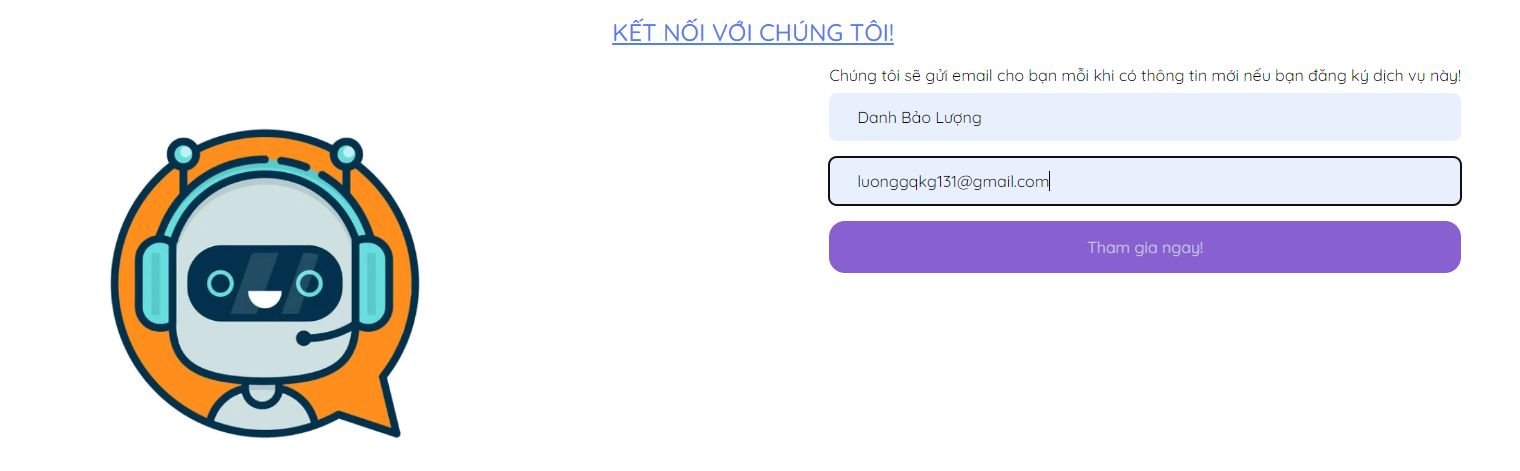 KẾT NỐI VỚI CHÚNG TÔI!
Chúng tôi sẽ gửi email cho bạn mỗi khi có thông tin mới nếu bạn đăng ký dịch vụ này!
Danh Bảo Lượng
luonggqkg131@gmail.com
Tham gia ngay!